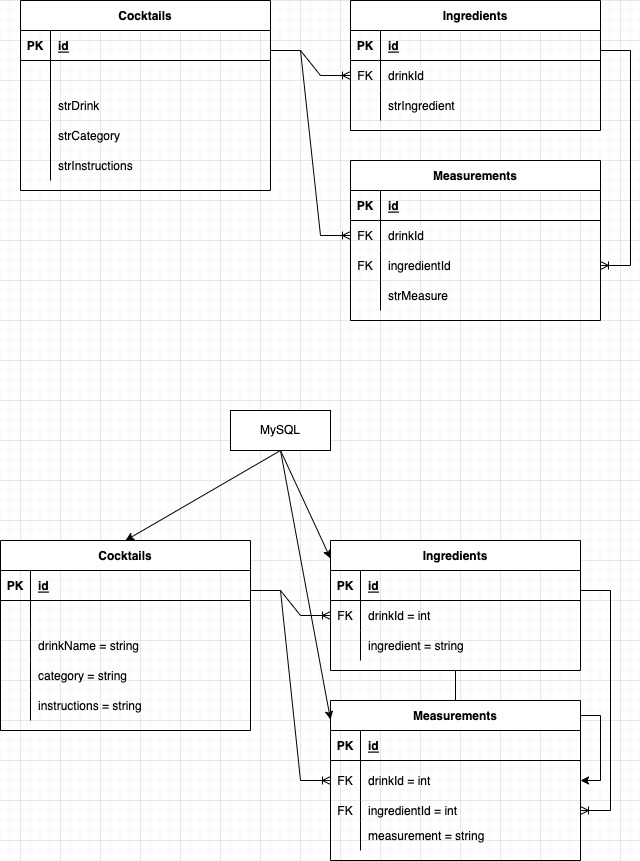 Cocktails
PK id
strDrink
strCategory
strInstructions
Ingredients
PK id
FK drinkId
strIngredient
Measurements
PK id
FK drinkId
FK ingredientId
strMeasure
MySQL
Cocktails
PK id
drinkName = string
category = string
instructions = string
Ingredients
PK id
FK drinkId = int
ingredient = string
Measurements
PK id
FK drinkId = int
FK ingredientId = int
measurement = string